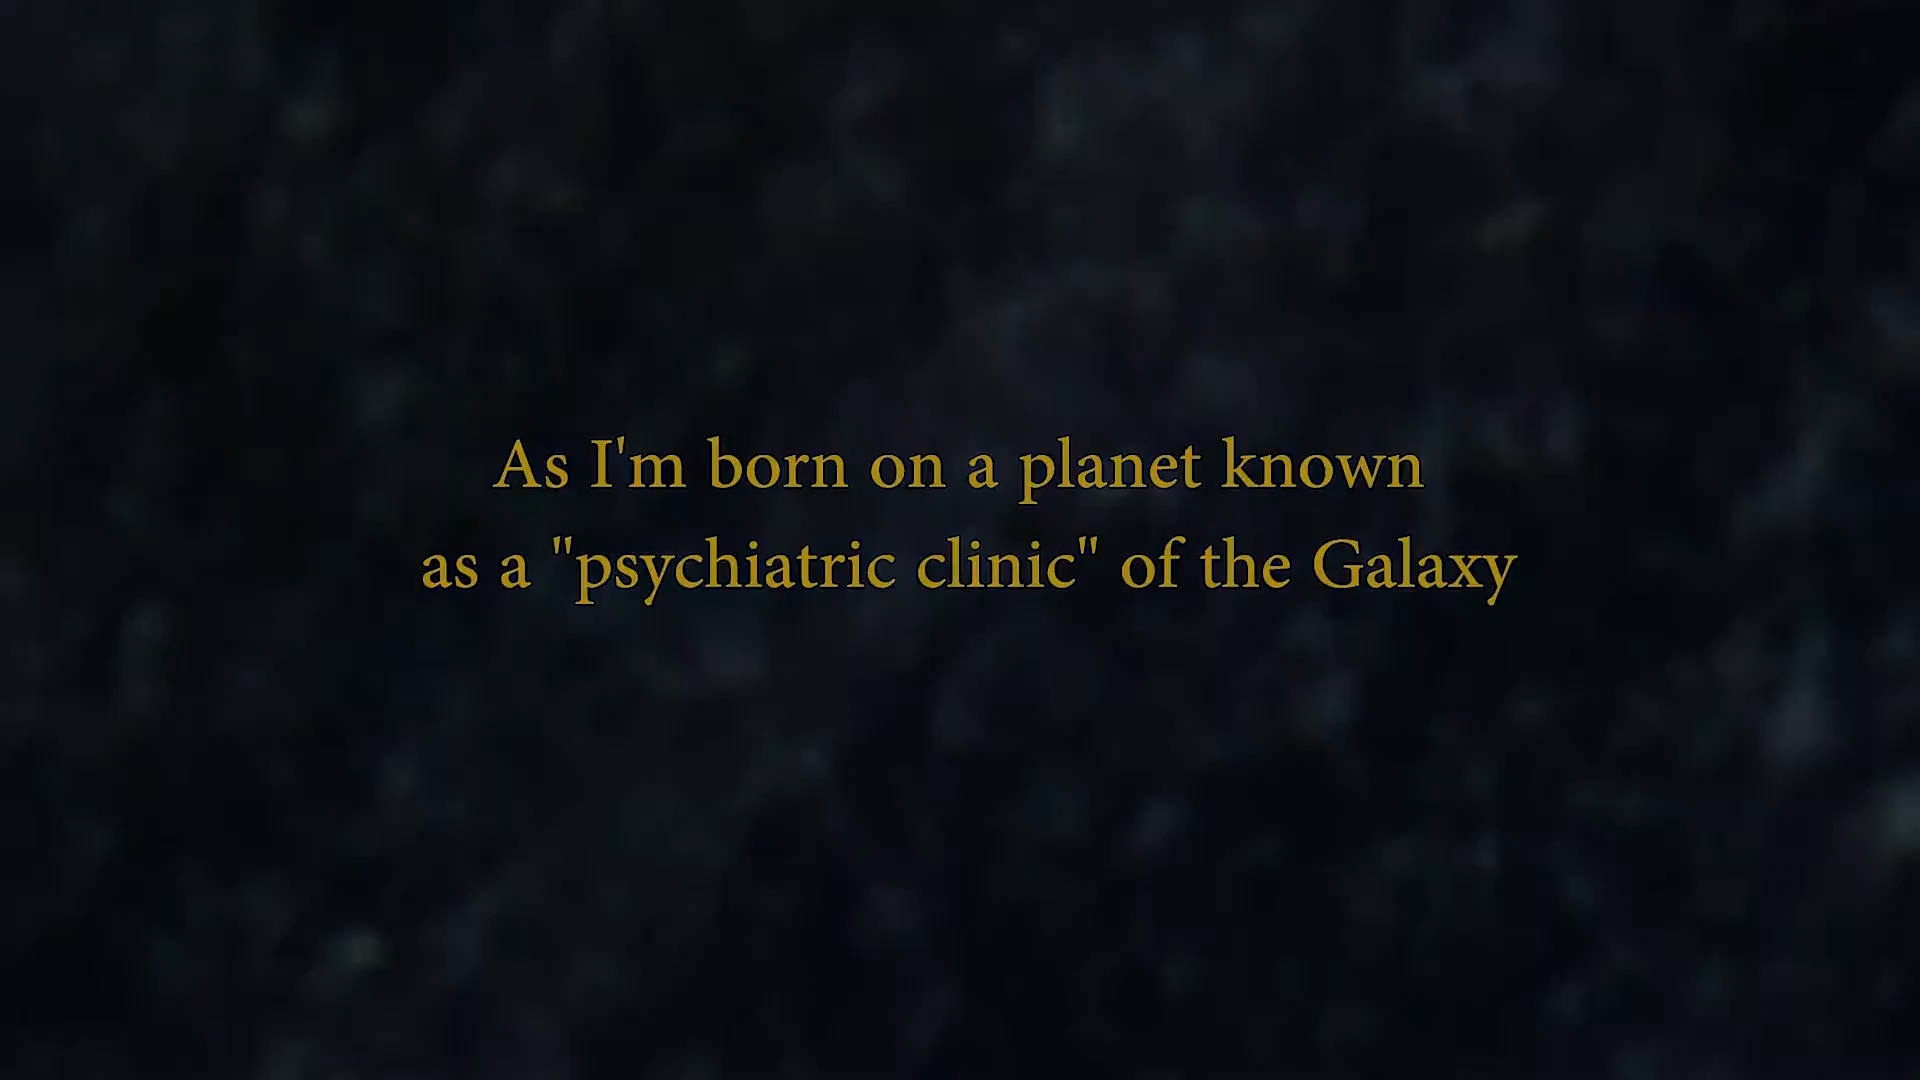 As I'm born on a planet known
as a "psychiatric clinic" of the Galaxy